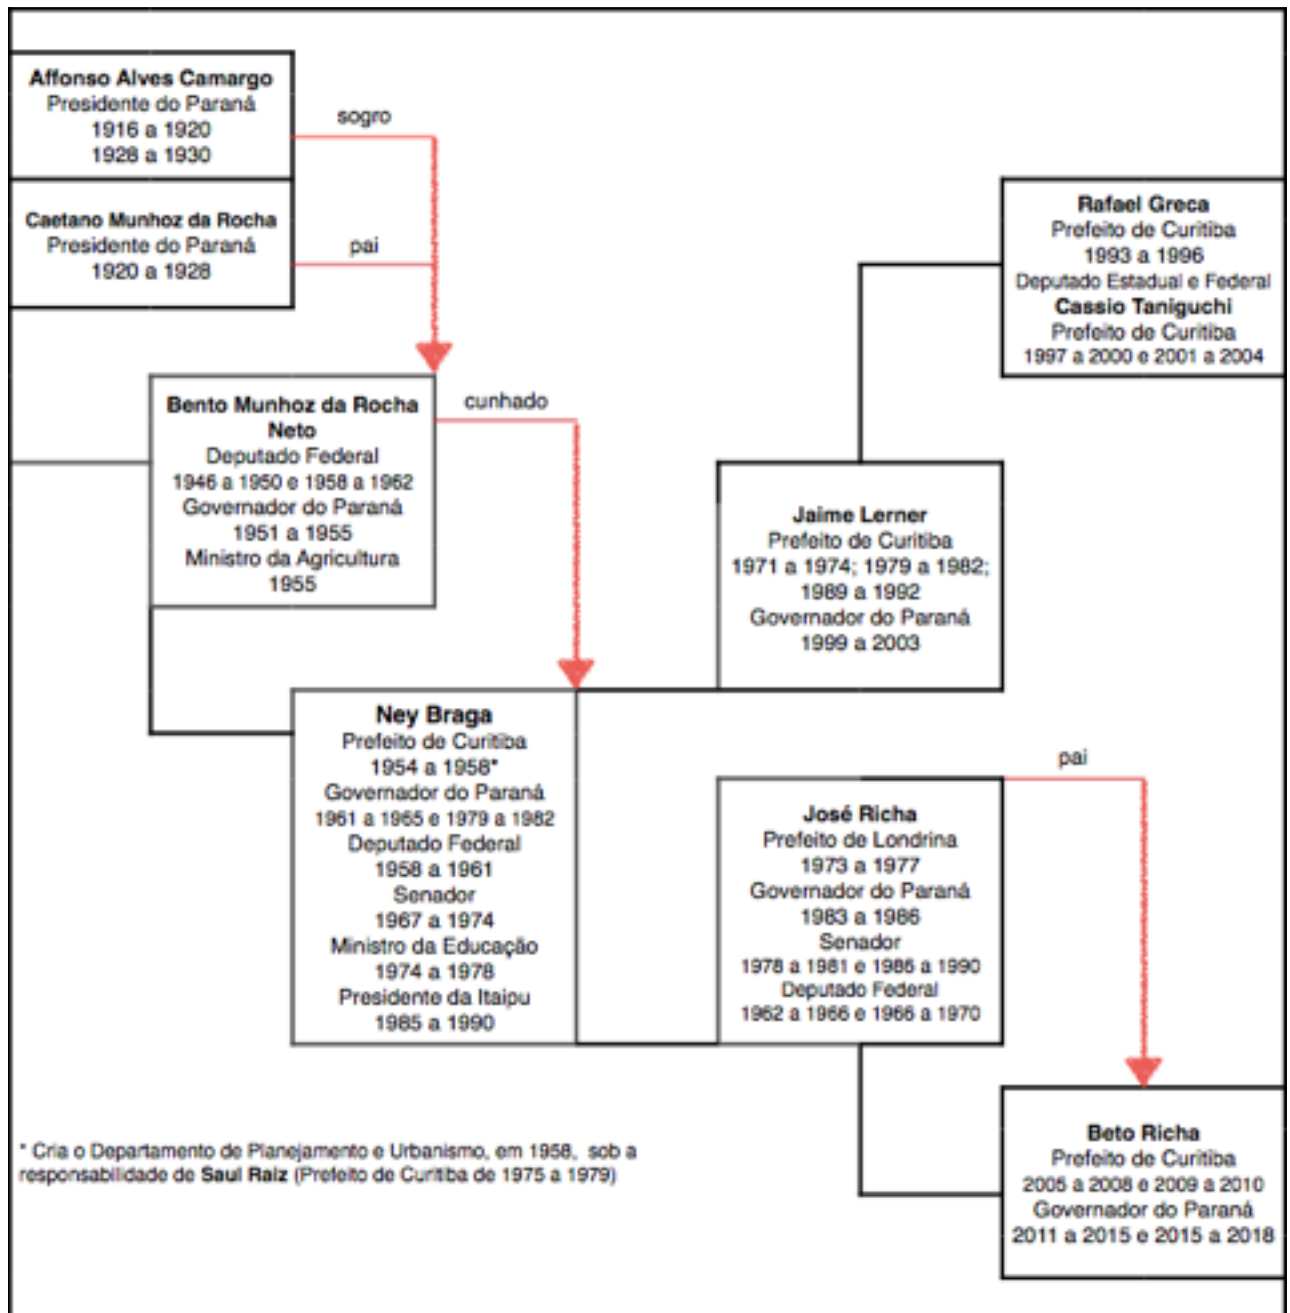 Affonso Alves Camargo
Presidente do Paraná
1916 a 1920
1928 a 1930
sogro
Caetano Munhoz da Rocha
Presidente do Paraná
1920 a 1928
pai
Rafael Greca
Prefeito de Curitiba
1993 a 1996
Deputado Estadual e Federal
Cassio Taniguchi
Prefeito de Curitiba
1997 a 2000 e 2001 a 2004
Bento Munhoz da Rocha
Neto
Deputado Federal
1946 a 1950 e 1958 a 1962
Governador do Paraná
1951 a 1955
Ministro da Agricultura
1955
cunhado
Jaime Lerner
Prefeito de Curitiba
1971 a 1974; 1979 a 1982;
1989 a 1992
Governador do Paraná
1999 a 2003
Ney Braga
Prefeito de Curitiba
1954 a 1958*
Governador do Paraná
1961 a 1965 e 1979 a 1982
Deputado Federal
1958 a 1961
Senador
1967 a 1974
Ministro da Educação
1974 a 1978
Presidente da Itaipu
1985 a 1990
José Richa
Prefeito de Londrina
1973 a 1977
Governador do Paraná
1983 a 1986
Senador
1978 a 1981 e 1986 a 1990
Deputado Federal
1962 a 1966 e 1966 a 1970
pai
Beto Richa
Prefeito de Curitiba
2005 a 2008 e 2009 a 2010
Governador do Paraná
2011 a 2015 e 2015 a 2018
* Cria o Departamento de Planejamento e Urbanismo, em 1958, sob a
responsabilidade de Saul Raiz (Prefeito de Curitiba de 1975 a 1979)